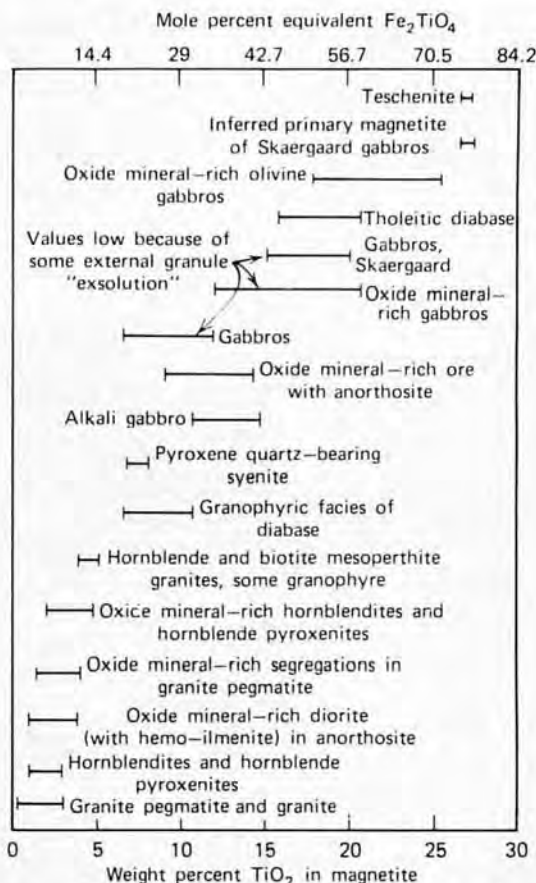 Mole percent equivalent Fe₂TiO₄
14.4 29 42.7 56.7 70.5 84.2
Teschenite
Inferred primary magnetite
of Skaergaard gabbros
Oxide mineral–rich olivine
gabbros
Tholeitic diabase
Values low because of
some external granule
"exsolution"
Gabbros,
Skaergaard
Oxide mineral–
rich gabbros
Gabbros
Oxide mineral–rich ore
with anorthosite
Alkali gabbro
Pyroxene quartz–bearing
syenite
Granophyric facies of
diabase
Hornblende and biotite mesoperthite
granites, some granophyre
Oxice mineral–rich hornblendites and
hornblende pyroxenites
Oxide mineral–rich segregations in
granite pegmatite
Oxide mineral–rich diorite
(with hemo–ilmenite) in anorthosite
Hornblendites and hornblende
pyroxenites
Granite pegmatite and granite
0 5 10 15 20 25 30
Weight percent TiO₂ in magnetite